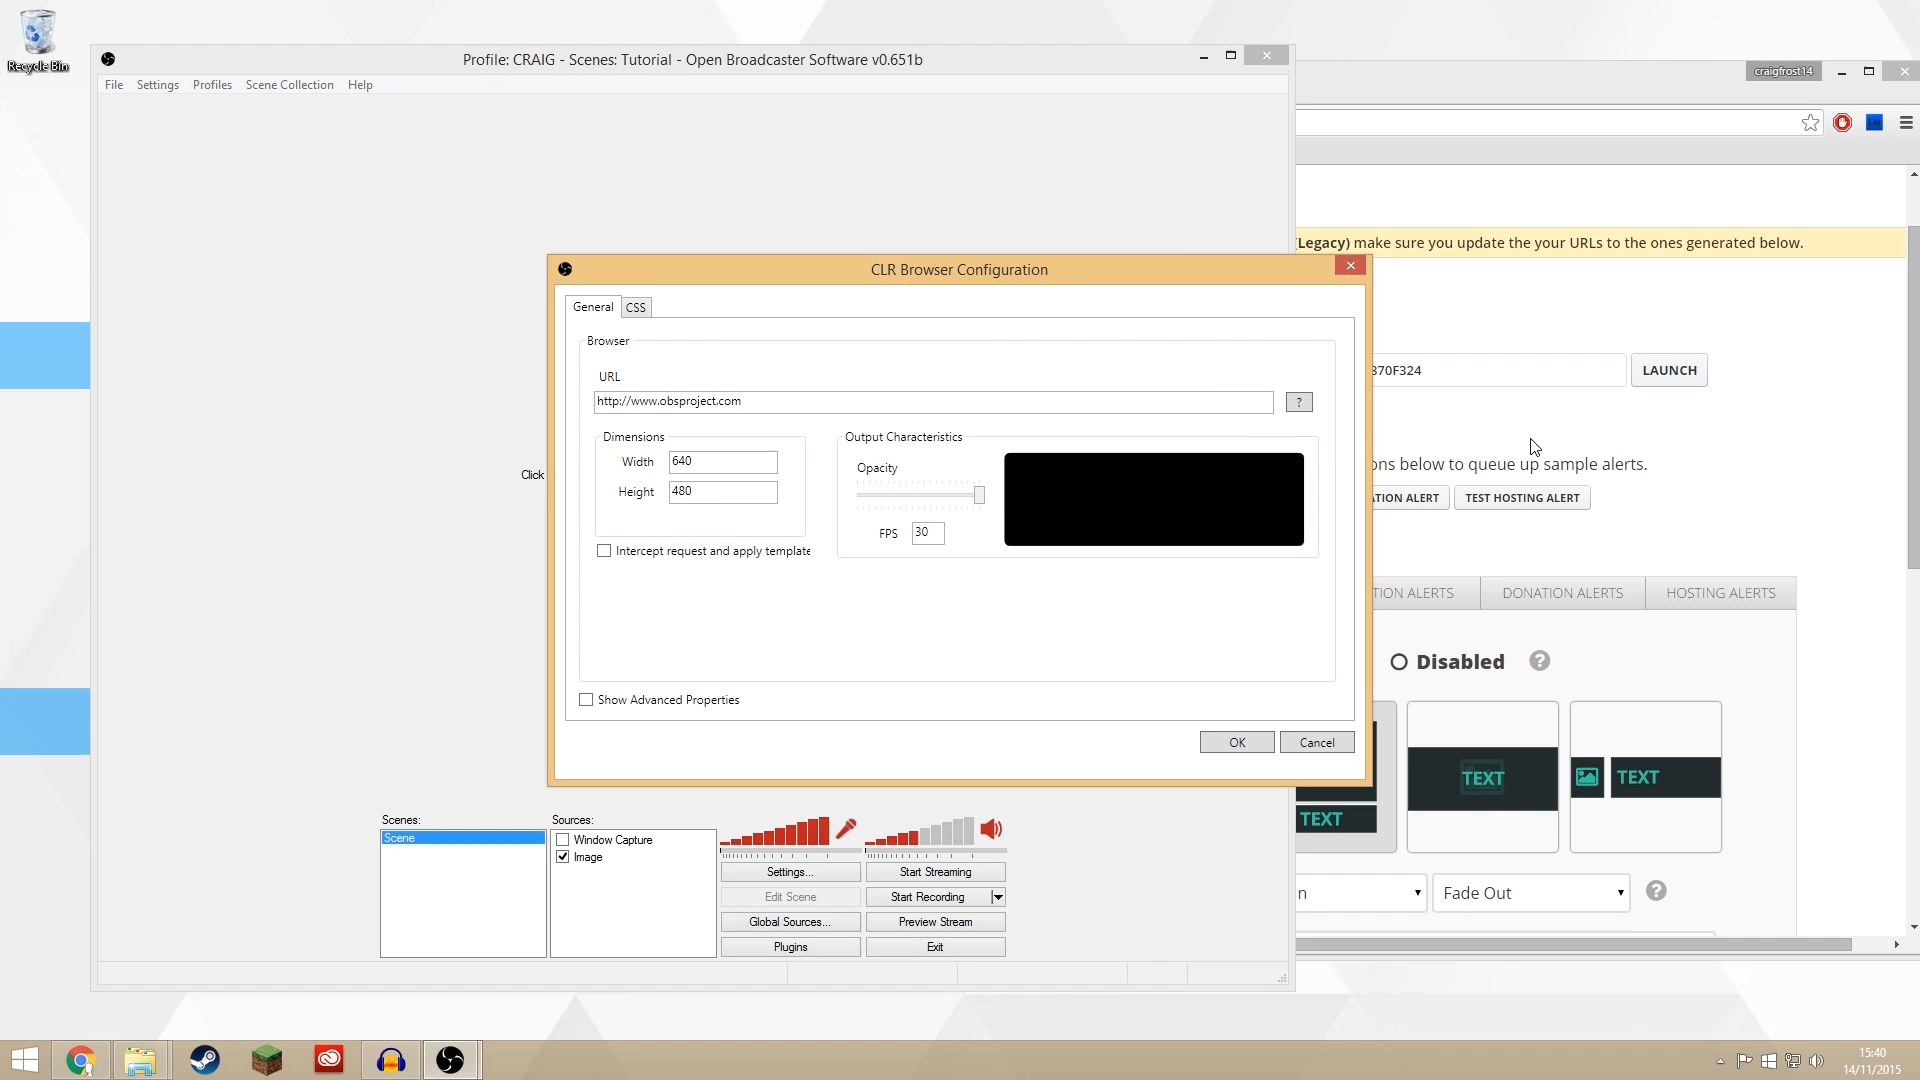 Recycle Bin
Profile: CRAIG - Scenes: Tutorial - Open Broadcaster Software v0.651b
File Settings Profiles Scene Collection Help
craigfrost14
LM
(Legacy) make sure you update the your URLs to the ones generated below.
CLR Browser Configuration
General CSS
Browser
URL
http://www.obsproject.com
?
370F324
LAUNCH
Dimensions
Width 640
Height 480
Output Characteristics
Opacity
FPS 30
Click
ons below to queue up sample alerts.
ATION ALERT TEST HOSTING ALERT
Intercept request and apply template
TION ALERTS DONATION ALERTS HOSTING ALERTS
Disabled ?
Show Advanced Properties
OK Cancel
TEXT
TEXT
TEXT
Scenes:
Scene
Sources:
Window Capture
Image
Settings... Start Streaming
Edit Scene Start Recording
Global Sources... Preview Stream
Plugins Exit
n Fade Out ?
15:40
14/11/2015